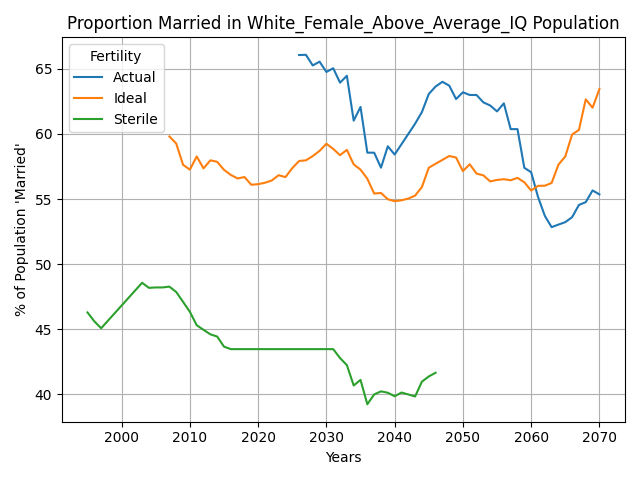 Proportion Married in White_Female_Above_Average_IQ Population
Fertility
Actual
Ideal
Sterile
% of Population 'Married'
65
60
55
50
45
40
2000 2010 2020 2030 2040 2050 2060 2070
Years